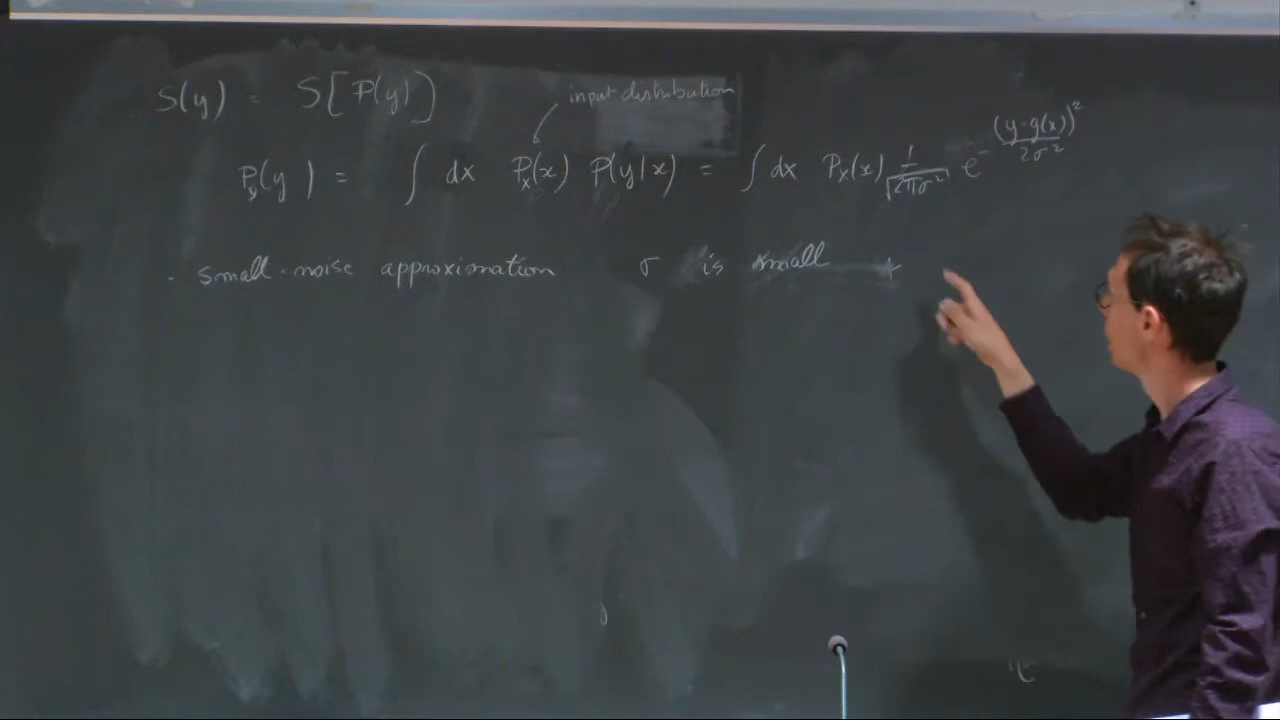 S(y) = S[P(y)]
input distribution
P_y(y) = ∫ dx P_x(x) P(y|x) = ∫ dx P_x(x) 1/√(2πσ²) e^{-(y-g(x))²/2σ²}
- small-noise approximation σ is small